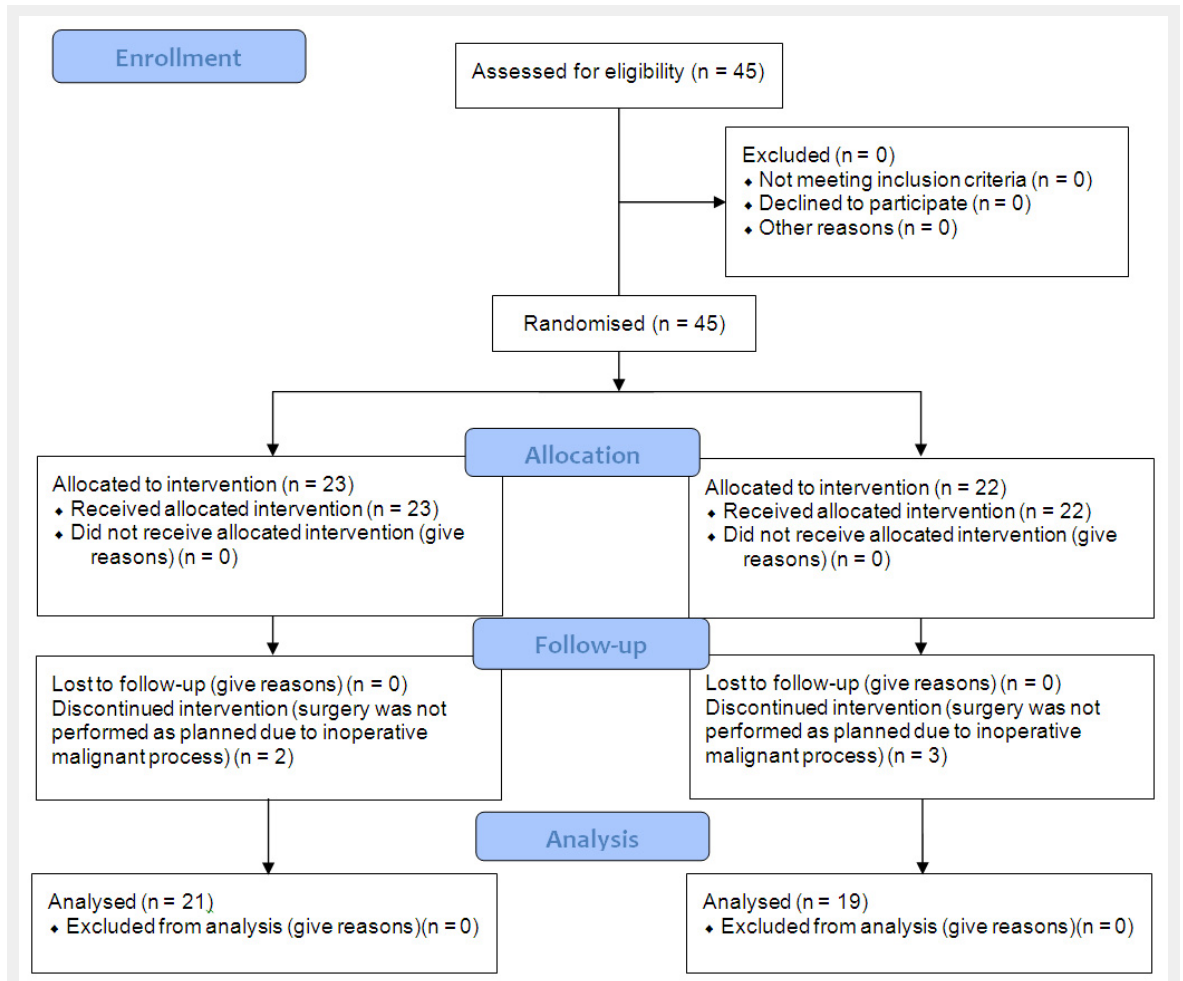 Enrollment
Assessed for eligibility (n = 45)
Excluded (n = 0)
⬥ Not meeting inclusion criteria (n = 0)
⬥ Declined to participate (n = 0)
⬥ Other reasons (n = 0)
Randomised (n = 45)
Allocation
Allocated to intervention (n = 23)
⬥ Received allocated intervention (n = 23)
⬥ Did not receive allocated intervention (give
reasons) (n = 0)
Allocated to intervention (n = 22)
⬥ Received allocated intervention (n = 22)
⬥ Did not receive allocated intervention (give
reasons) (n = 0)
Follow-up
Lost to follow-up (give reasons) (n = 0)
Discontinued intervention (surgery was not
performed as planned due to inoperative
malignant process) (n = 2)
Lost to follow-up (give reasons) (n = 0)
Discontinued intervention (surgery was not
performed as planned due to inoperative
malignant process) (n = 3)
Analysis
Analysed (n = 21)
⬥ Excluded from analysis (give reasons)(n = 0)
Analysed (n = 19)
⬥ Excluded from analysis (give reasons)(n = 0)